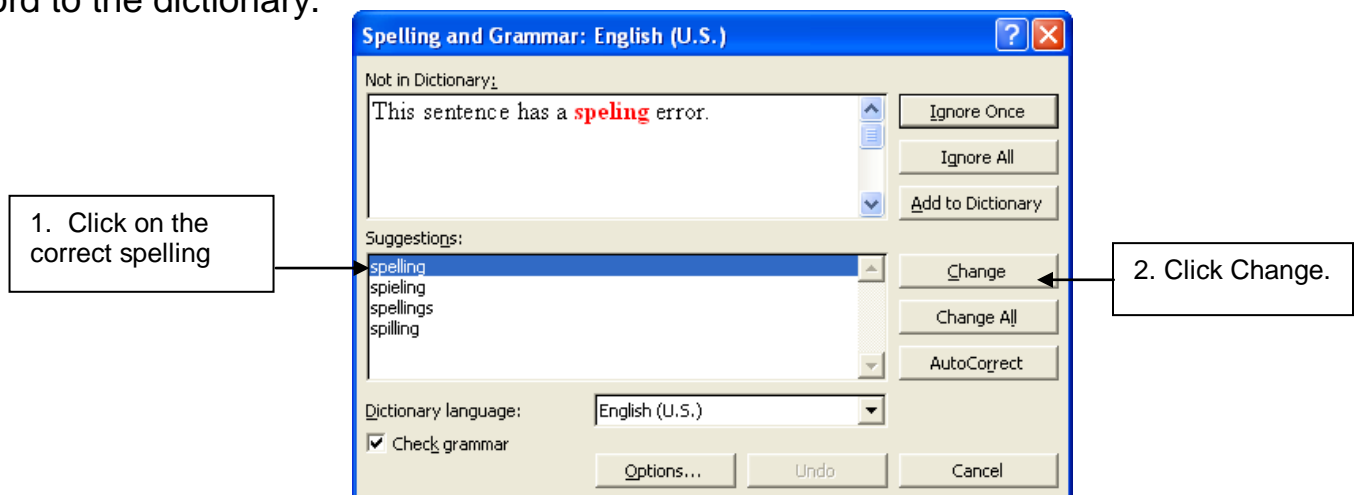 ord to the dictionary.
Spelling and Grammar: English (U.S.)
Not in Dictionary:
This sentence has a speling error.
Ignore Once
Ignore All
Add to Dictionary
1. Click on the
correct spelling
Suggestions:
spelling
spieling
spellings
spilling
Change
2. Click Change.
Change All
AutoCorrect
Dictionary language:
English (U.S.)
Check grammar
Options...
Undo
Cancel